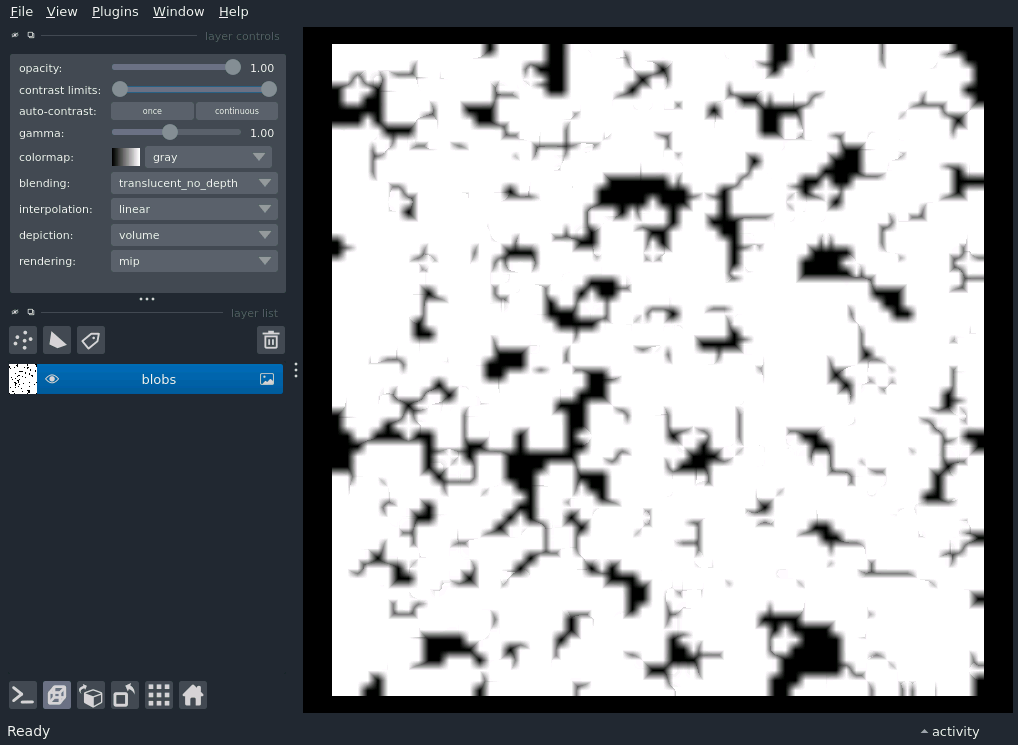 File View Plugins Window Help
layer controls
opacity: 1.00
contrast limits:
auto-contrast: once continuous
gamma: 1.00
colormap: gray
blending: translucent_no_depth
interpolation: linear
depiction: volume
rendering: mip
layer list
blobs
Ready activity